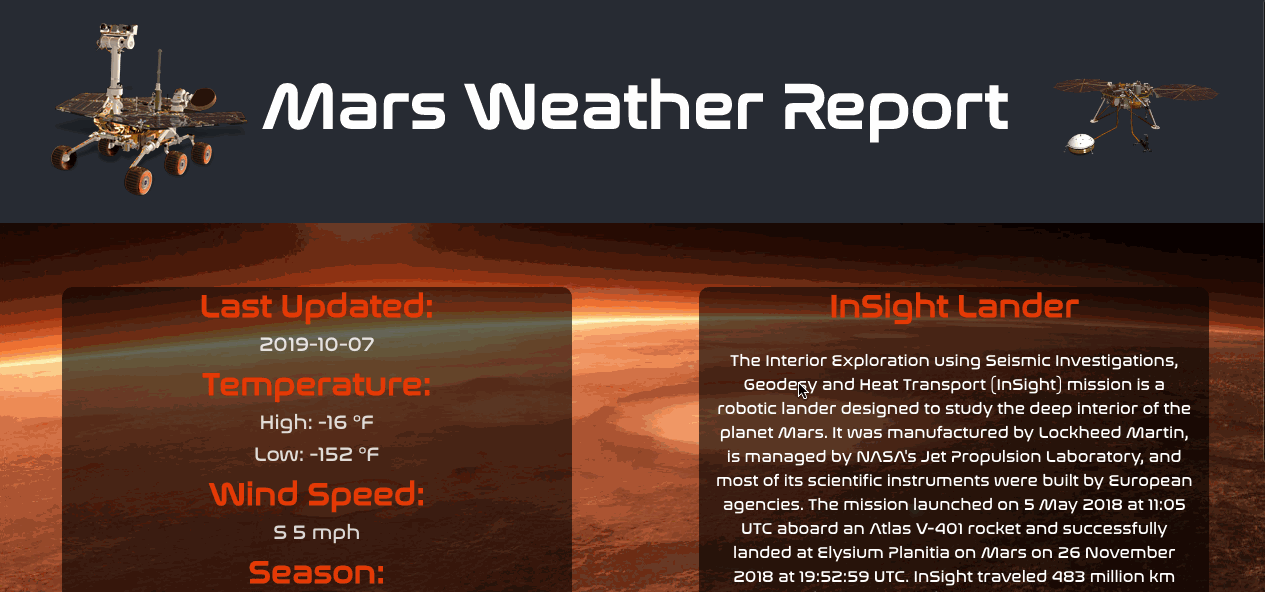 Mars Weather Report
Last Updated:
2019-10-07
Temperature:
High: -16 °F
Low: -152 °F
Wind Speed:
S 5 mph
Season:
InSight Lander
The Interior Exploration using Seismic Investigations,
Geodesy and Heat Transport (InSight) mission is a
robotic lander designed to study the deep interior of the
planet Mars. It was manufactured by Lockheed Martin,
is managed by NASA's Jet Propulsion Laboratory, and
most of its scientific instruments were built by European
agencies. The mission launched on 5 May 2018 at 11:05
UTC aboard an Atlas V-401 rocket and successfully
landed at Elysium Planitia on Mars on 26 November
2018 at 19:52:59 UTC. InSight traveled 483 million km